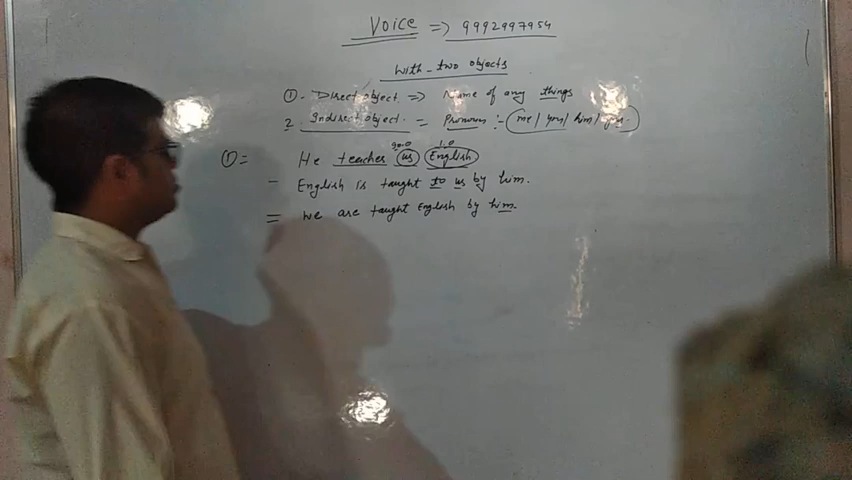 Voice => 9992997954
With-two objects
①. Direct object => Name of any things
2. Indirect object = Pronoun :- (me/you/him/
① = He teacher us English
- English is taught to us by him.
= we are taught English by him.